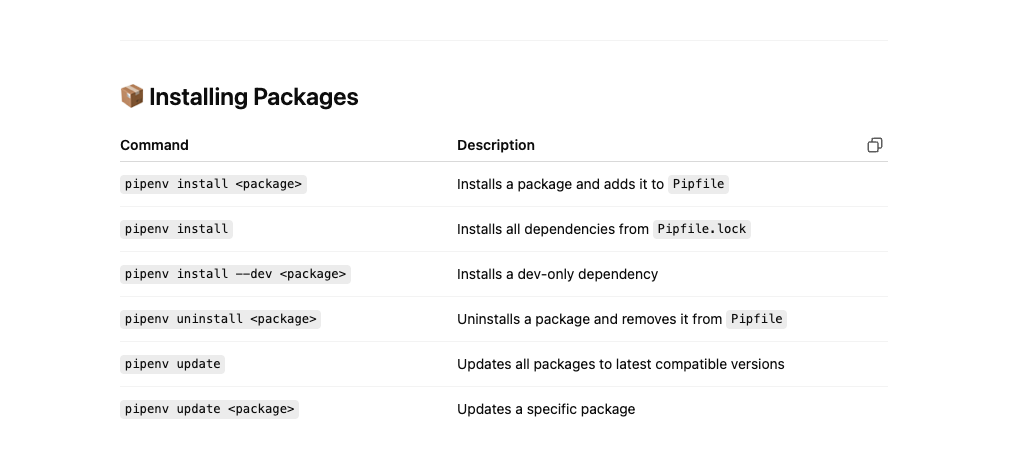 📦 Installing Packages
Command Description
pipenv install <package> Installs a package and adds it to Pipfile
pipenv install Installs all dependencies from Pipfile.lock
pipenv install --dev <package> Installs a dev-only dependency
pipenv uninstall <package> Uninstalls a package and removes it from Pipfile
pipenv update Updates all packages to latest compatible versions
pipenv update <package> Updates a specific package